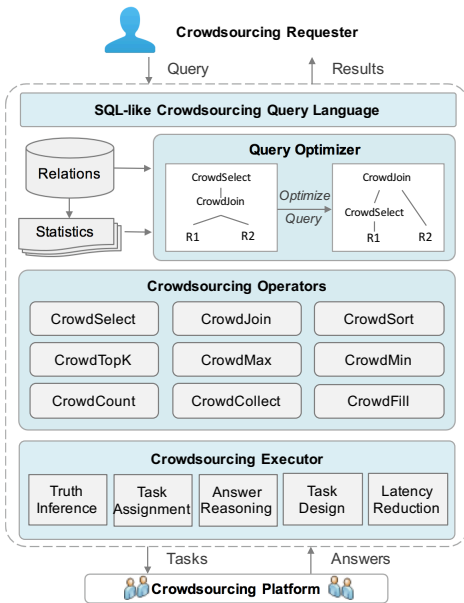 Crowdsourcing Requester
Query
Results
SQL-like Crowdsourcing Query Language
Relations
Statistics
Query Optimizer
CrowdSelect
CrowdJoin
R1
R2
Optimize
Query
CrowdJoin
CrowdSelect
R1
R2
Crowdsourcing Operators
CrowdSelect
CrowdJoin
CrowdSort
CrowdTopK
CrowdMax
CrowdMin
CrowdCount
CrowdCollect
CrowdFill
Crowdsourcing Executor
Truth
Inference
Task
Assignment
Answer
Reasoning
Task
Design
Latency
Reduction
Tasks
Answers
Crowdsourcing Platform